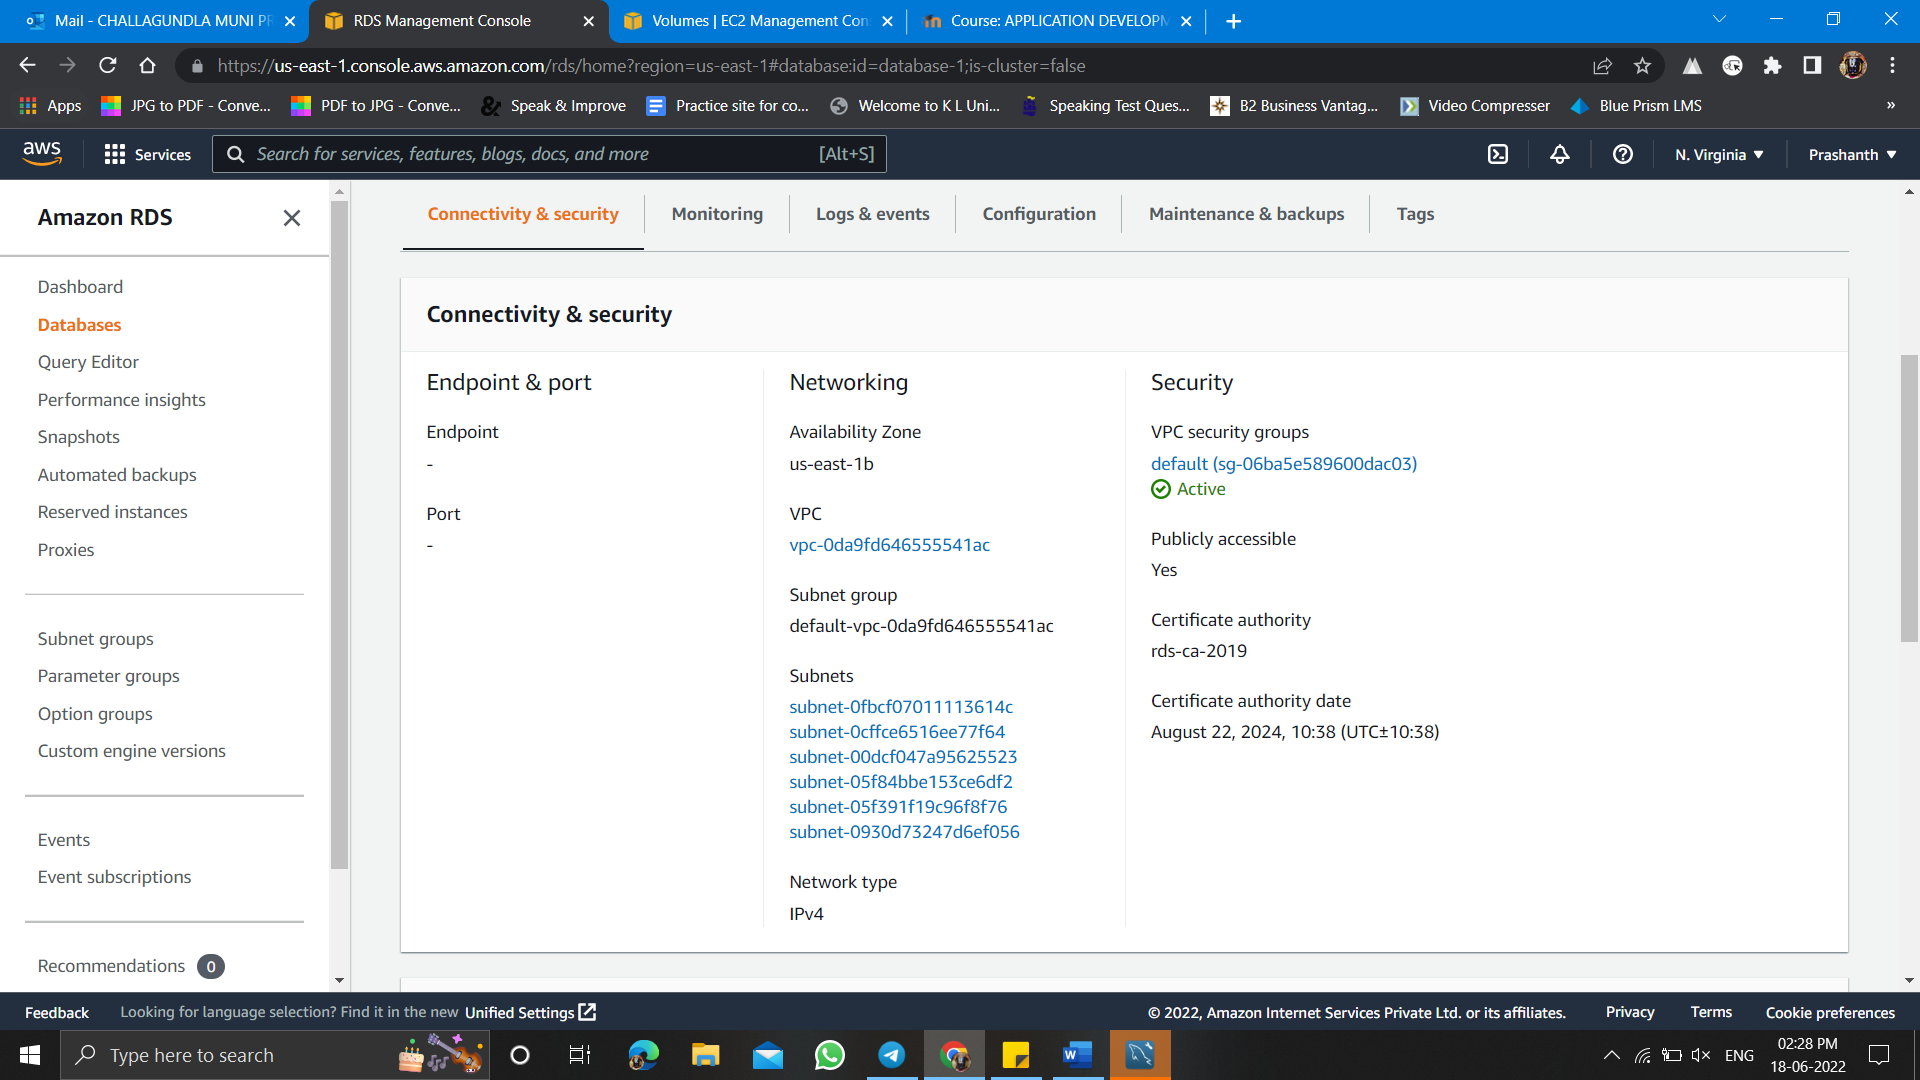 Mail - CHALLAGUNDLA MUNI PR
RDS Management Console
Volumes | EC2 Management Con
Course: APPLICATION DEVELOPM
https://us-east-1.console.aws.amazon.com/rds/home?region=us-east-1#database:id=database-1;is-cluster=false
Apps
JPG to PDF - Conve...
PDF to JPG - Conve...
Speak & Improve
Practice site for co...
Welcome to K L Uni...
Speaking Test Ques...
B2 Business Vantag...
Video Compresser
Blue Prism LMS
»
aws
Services
Search for services, features, blogs, docs, and more
[Alt+S]
N. Virginia
Prashanth
Amazon RDS
Dashboard
Databases
Query Editor
Performance insights
Snapshots
Automated backups
Reserved instances
Proxies
Subnet groups
Parameter groups
Option groups
Custom engine versions
Events
Event subscriptions
Recommendations 0
Connectivity & security
Monitoring
Logs & events
Configuration
Maintenance & backups
Tags
Connectivity & security
Endpoint & port
Endpoint
-
Port
-
Networking
Availability Zone
us-east-1b
VPC
vpc-0da9fd646555541ac
Subnet group
default-vpc-0da9fd646555541ac
Subnets
subnet-0fbcf07011113614c
subnet-0cffce6516ee77f64
subnet-00dcf047a95625523
subnet-05f84bbe153ce6df2
subnet-05f391f19c96f8f76
subnet-0930d73247d6ef056
Network type
IPv4
Security
VPC security groups
default (sg-06ba5e589600dac03)
Active
Publicly accessible
Yes
Certificate authority
rds-ca-2019
Certificate authority date
August 22, 2024, 10:38 (UTC±10:38)
Feedback
Looking for language selection? Find it in the new Unified Settings
© 2022, Amazon Internet Services Private Ltd. or its affiliates.
Privacy
Terms
Cookie preferences
Type here to search
ENG
02:28 PM
18-06-2022